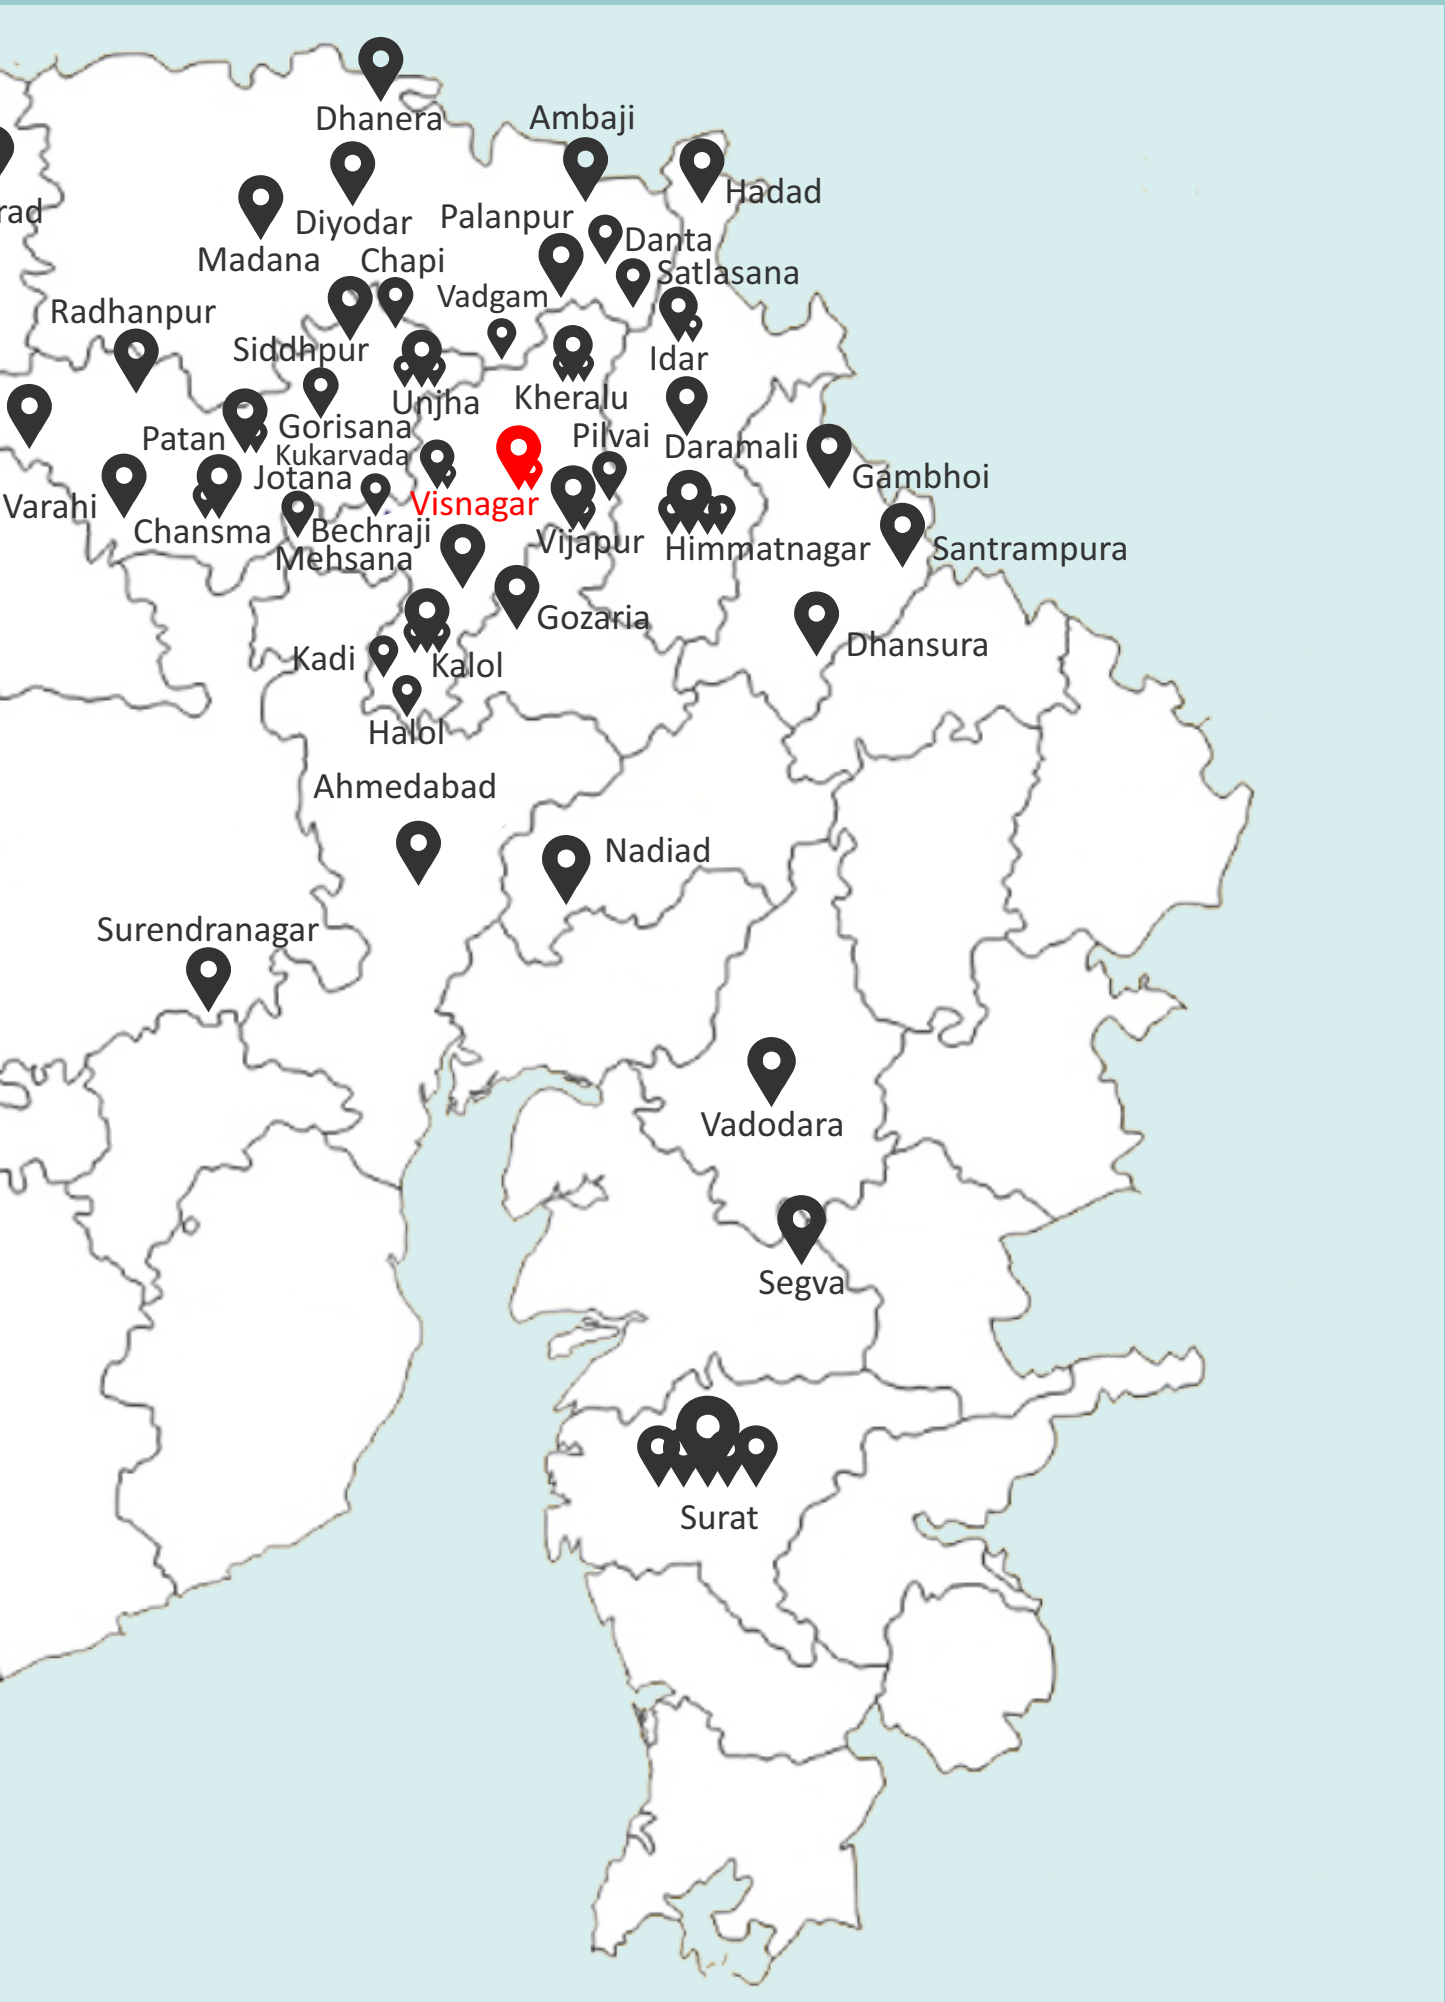 Dhanera
Ambaji
Hadad
rad
Diyodar
Palanpur
Danta
Madana
Chapi
Satlasana
Vadgam
Radhanpur
Siddhpur
Idar
Unjha
Kheralu
Patan
Gorisana
Pilvai
Daramali
Kukarvada
Jotana
Gambhoi
Varahi
Visnagar
Chansma
Bechraji
Vijapur
Himmatnagar
Santrampura
Mehsana
Gozaria
Dhansura
Kadi
Kalol
Halol
Ahmedabad
Nadiad
Surendranagar
Vadodara
Segva
Surat